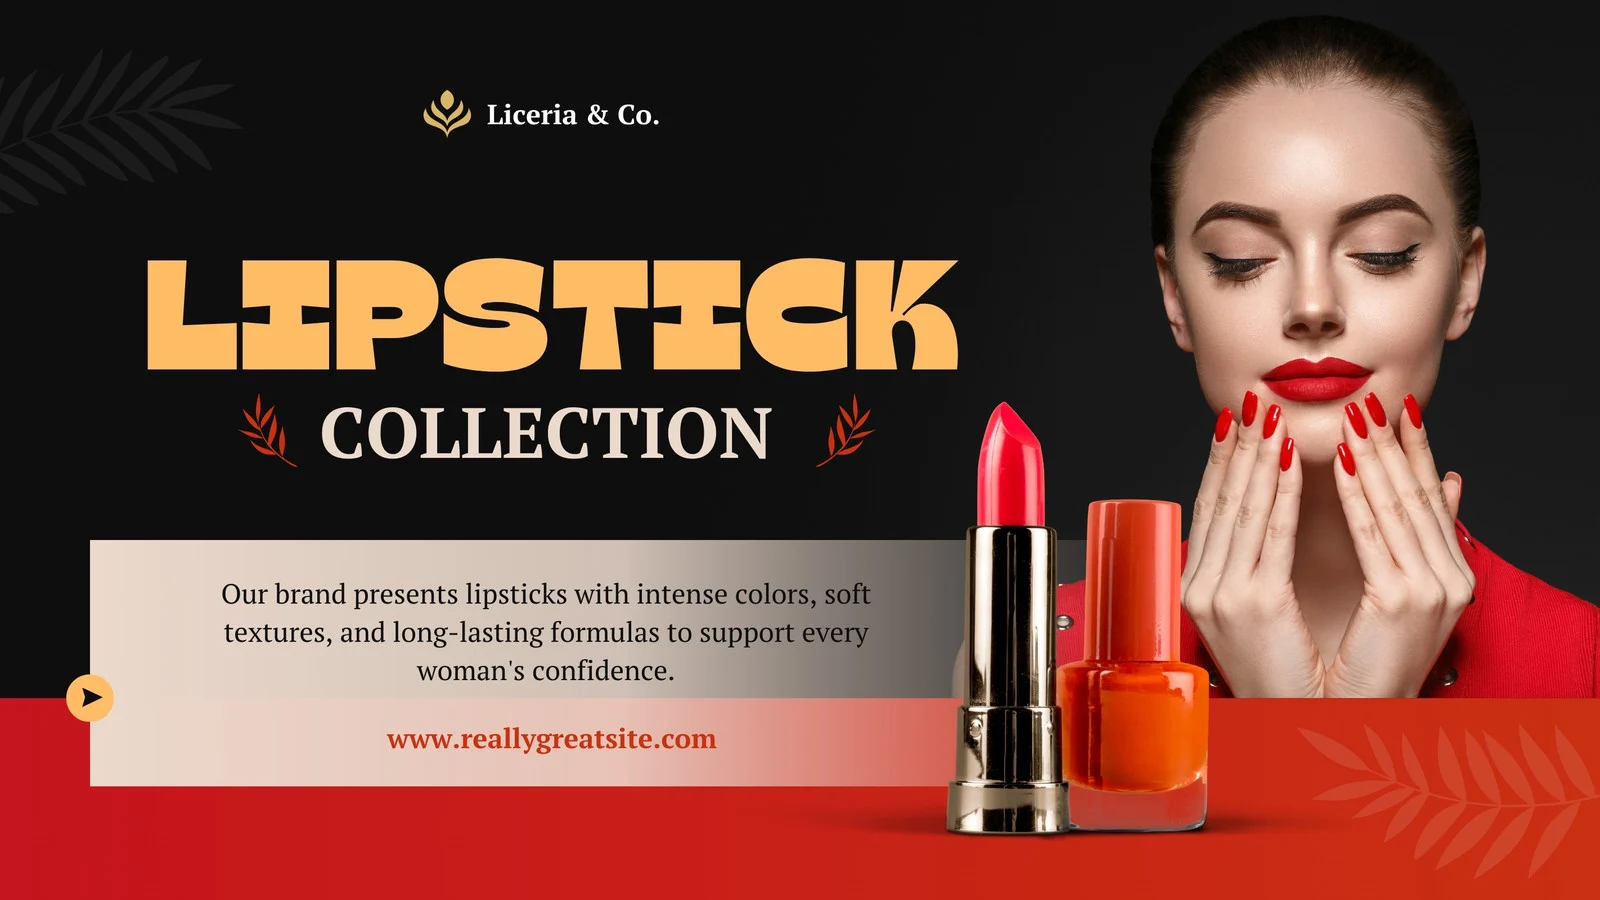 Liceria & Co.
LIPSTICK
COLLECTION
Our brand presents lipsticks with intense colors, soft
textures, and long-lasting formulas to support every
woman's confidence.
www.reallygreatsite.com